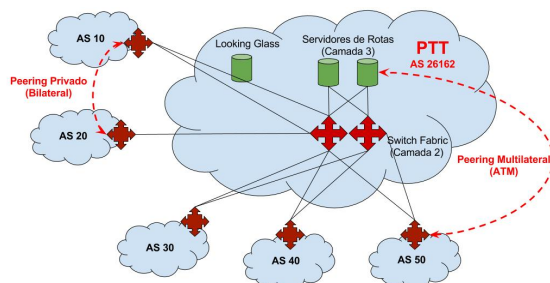 AS 10
Looking Glass
Servidores de Rotas
(Camada 3)
PTT
AS 26162
Peering Privado
(Bilateral)
AS 20
Switch Fabric
(Camada 2)
Peering Multilateral
(ATM)
AS 30
AS 40
AS 50